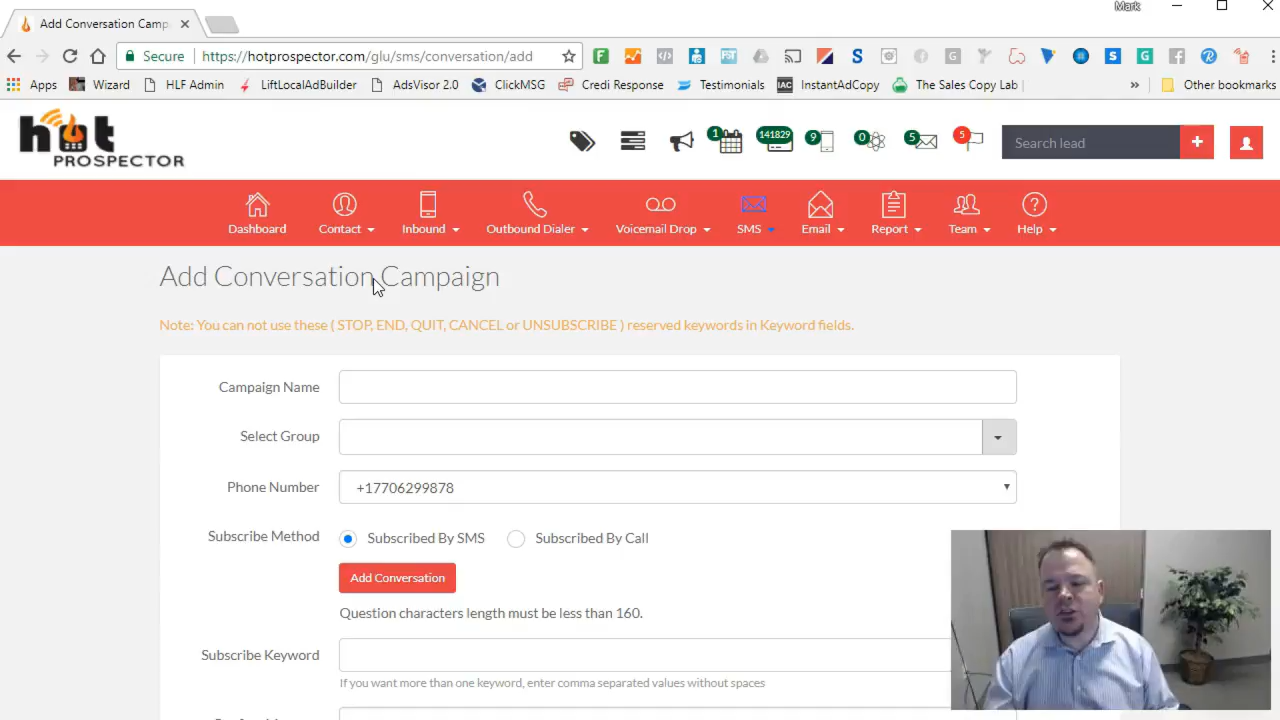 Mark
Add Conversation Camp
Secure https://hotprospector.com/glu/sms/conversation/add
Apps Wizard LFF Admin LiftLocalAdBuilder AdsVisor 2.0 ClickMSG Credi Response Testimonials InstantAdCopy The Sales Copy Lab » Other bookmarks
hot PROSPECTOR
1 141829 9 0 5 5 Search lead
Dashboard Contact Inbound Outbound Dialer Voicemail Drop SMS Email Report Team Help
Add Conversation Campaign
Note: You can not use these ( STOP, END, QUIT, CANCEL or UNSUBSCRIBE ) reserved keywords in Keyword fields.
Campaign Name
Select Group
Phone Number +17706299878
Subscribe Method Subscribed By SMS Subscribed By Call
Add Conversation
Question characters length must be less than 160.
Subscribe Keyword
If you want more than one keyword, enter comma separated values without spaces